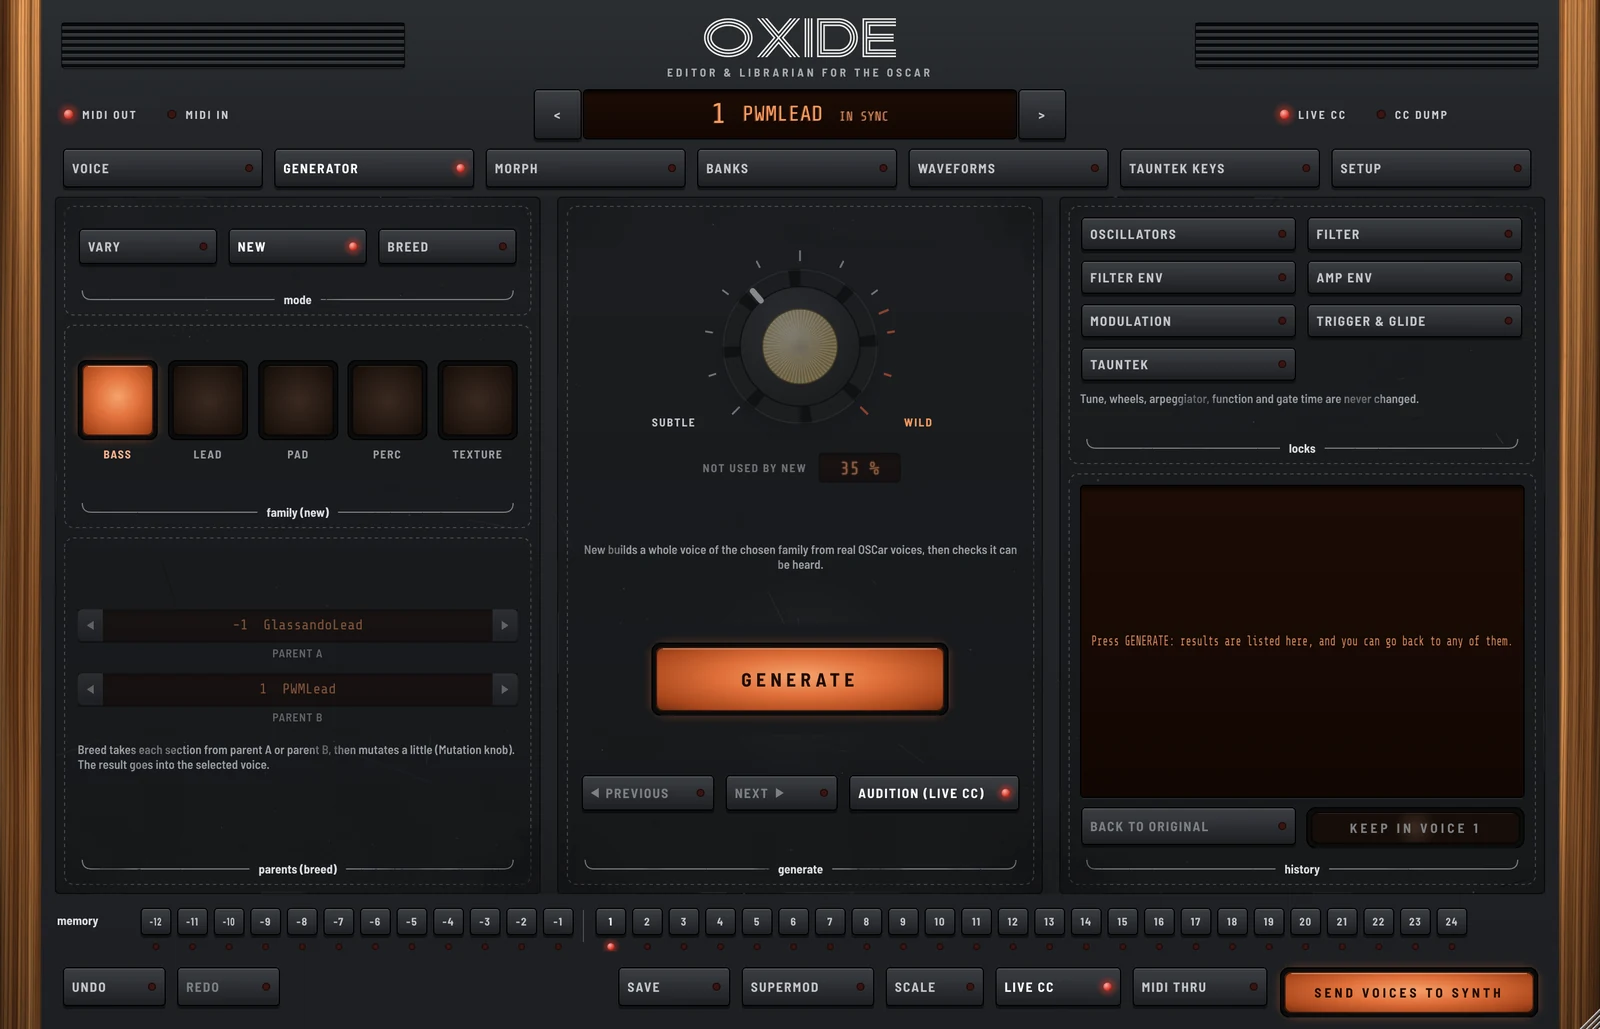 OXIDE
EDITOR & LIBRARIAN FOR THE OSCAR
MIDI OUT
MIDI IN
<
1 PWMLEAD IN SYNC
>
LIVE CC
CC DUMP
VOICE
GENERATOR
MORPH
BANKS
WAVEFORMS
TAUNTEK KEYS
SETUP
VARY
NEW
BREED
mode
BASS
LEAD
PAD
PERC
TEXTURE
family (new)
-1 GlassandoLead
PARENT A
1 PWMLead
PARENT B
Breed takes each section from parent A or parent B, then mutates a little (Mutation knob).
The result goes into the selected voice.
parents (breed)
SUBTLE
WILD
NOT USED BY NEW
35 %
New builds a whole voice of the chosen family from real OSCar voices, then checks it can
be heard.
GENERATE
PREVIOUS
NEXT
AUDITION (LIVE CC)
generate
OSCILLATORS
FILTER
FILTER ENV
AMP ENV
MODULATION
TRIGGER & GLIDE
TAUNTEK
Tune, wheels, arpeggiator, function and gate time are never changed.
locks
Press GENERATE: results are listed here, and you can go back to any of them.
BACK TO ORIGINAL
KEEP IN VOICE 1
history
memory
-12
-11
-10
-9
-8
-7
-6
-5
-4
-3
-2
-1
1
2
3
4
5
6
7
8
9
10
11
12
13
14
15
16
17
18
19
20
21
22
23
24
UNDO
REDO
SAVE
SUPERMOD
SCALE
LIVE CC
MIDI THRU
SEND VOICES TO SYNTH